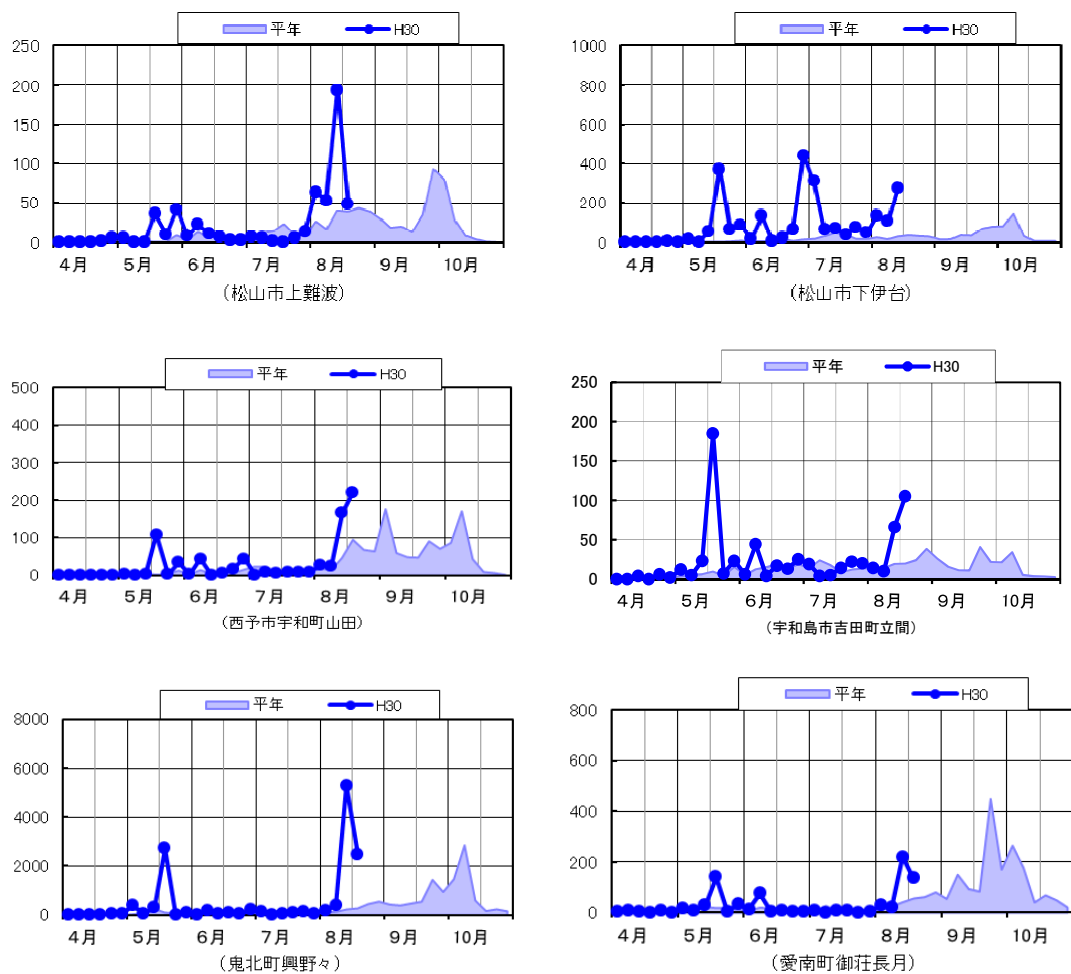 平年 H30
250
200
150
100
50
0
4月 5月 6月 7月 8月 9月 10月
(松山市上難波)
平年 H30
1000
800
600
400
200
0
4月 5月 6月 7月 8月 9月 10月
(松山市下伊台)
平年 H30
500
400
300
200
100
0
4月 5月 6月 7月 8月 9月 10月
(西予市宇和町山田)
平年 H30
250
200
150
100
50
0
4月 5月 6月 7月 8月 9月 10月
(宇和島市吉田町立間)
平年 H30
8000
6000
4000
2000
0
4月 5月 6月 7月 8月 9月 10月
(鬼北町興野々)
平年 H30
800
600
400
200
0
4月 5月 6月 7月 8月 9月 10月
(愛南町御荘長月)